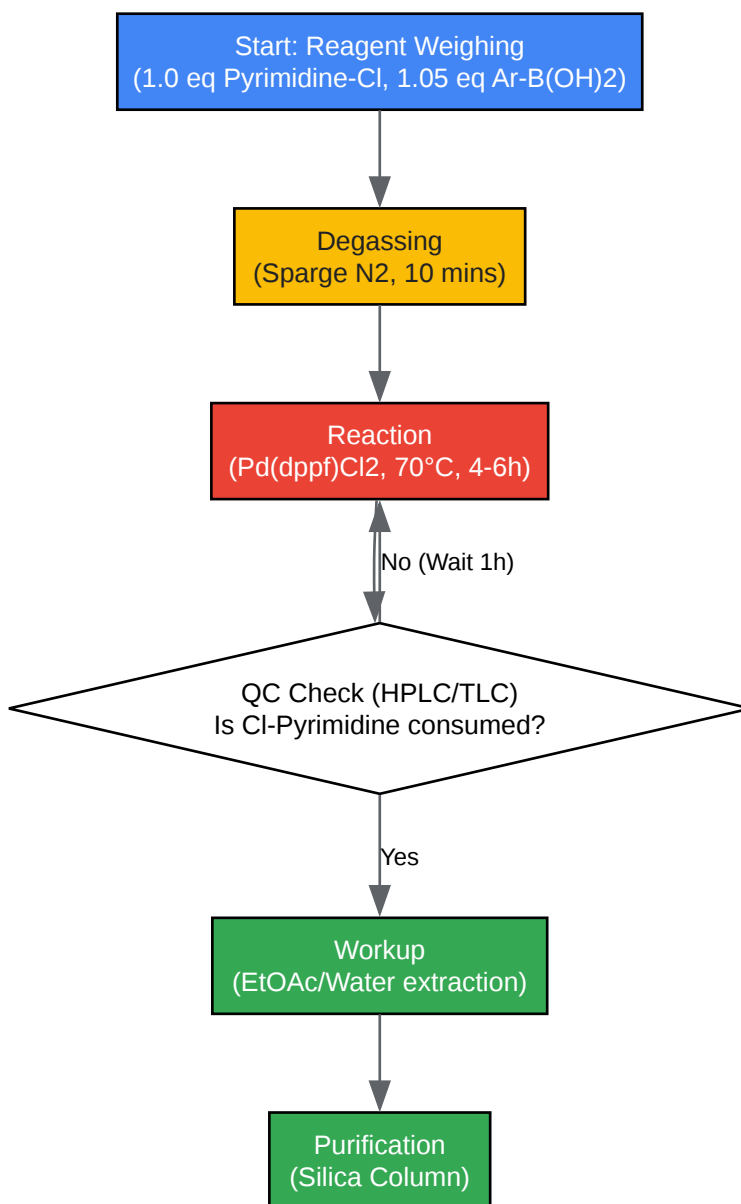 Start: Reagent Weighing
(1.0 eq Pyrimidine-Cl, 1.05 eq Ar-B(OH)2)
Degassing
(Sparge N2, 10 mins)
Reaction
(Pd(dppf)Cl2, 70°C, 4-6h)
No (Wait 1h)
QC Check (HPLC/TLC)
Is Cl-Pyrimidine consumed?
Yes
Workup
(EtOAc/Water extraction)
Purification
(Silica Column)